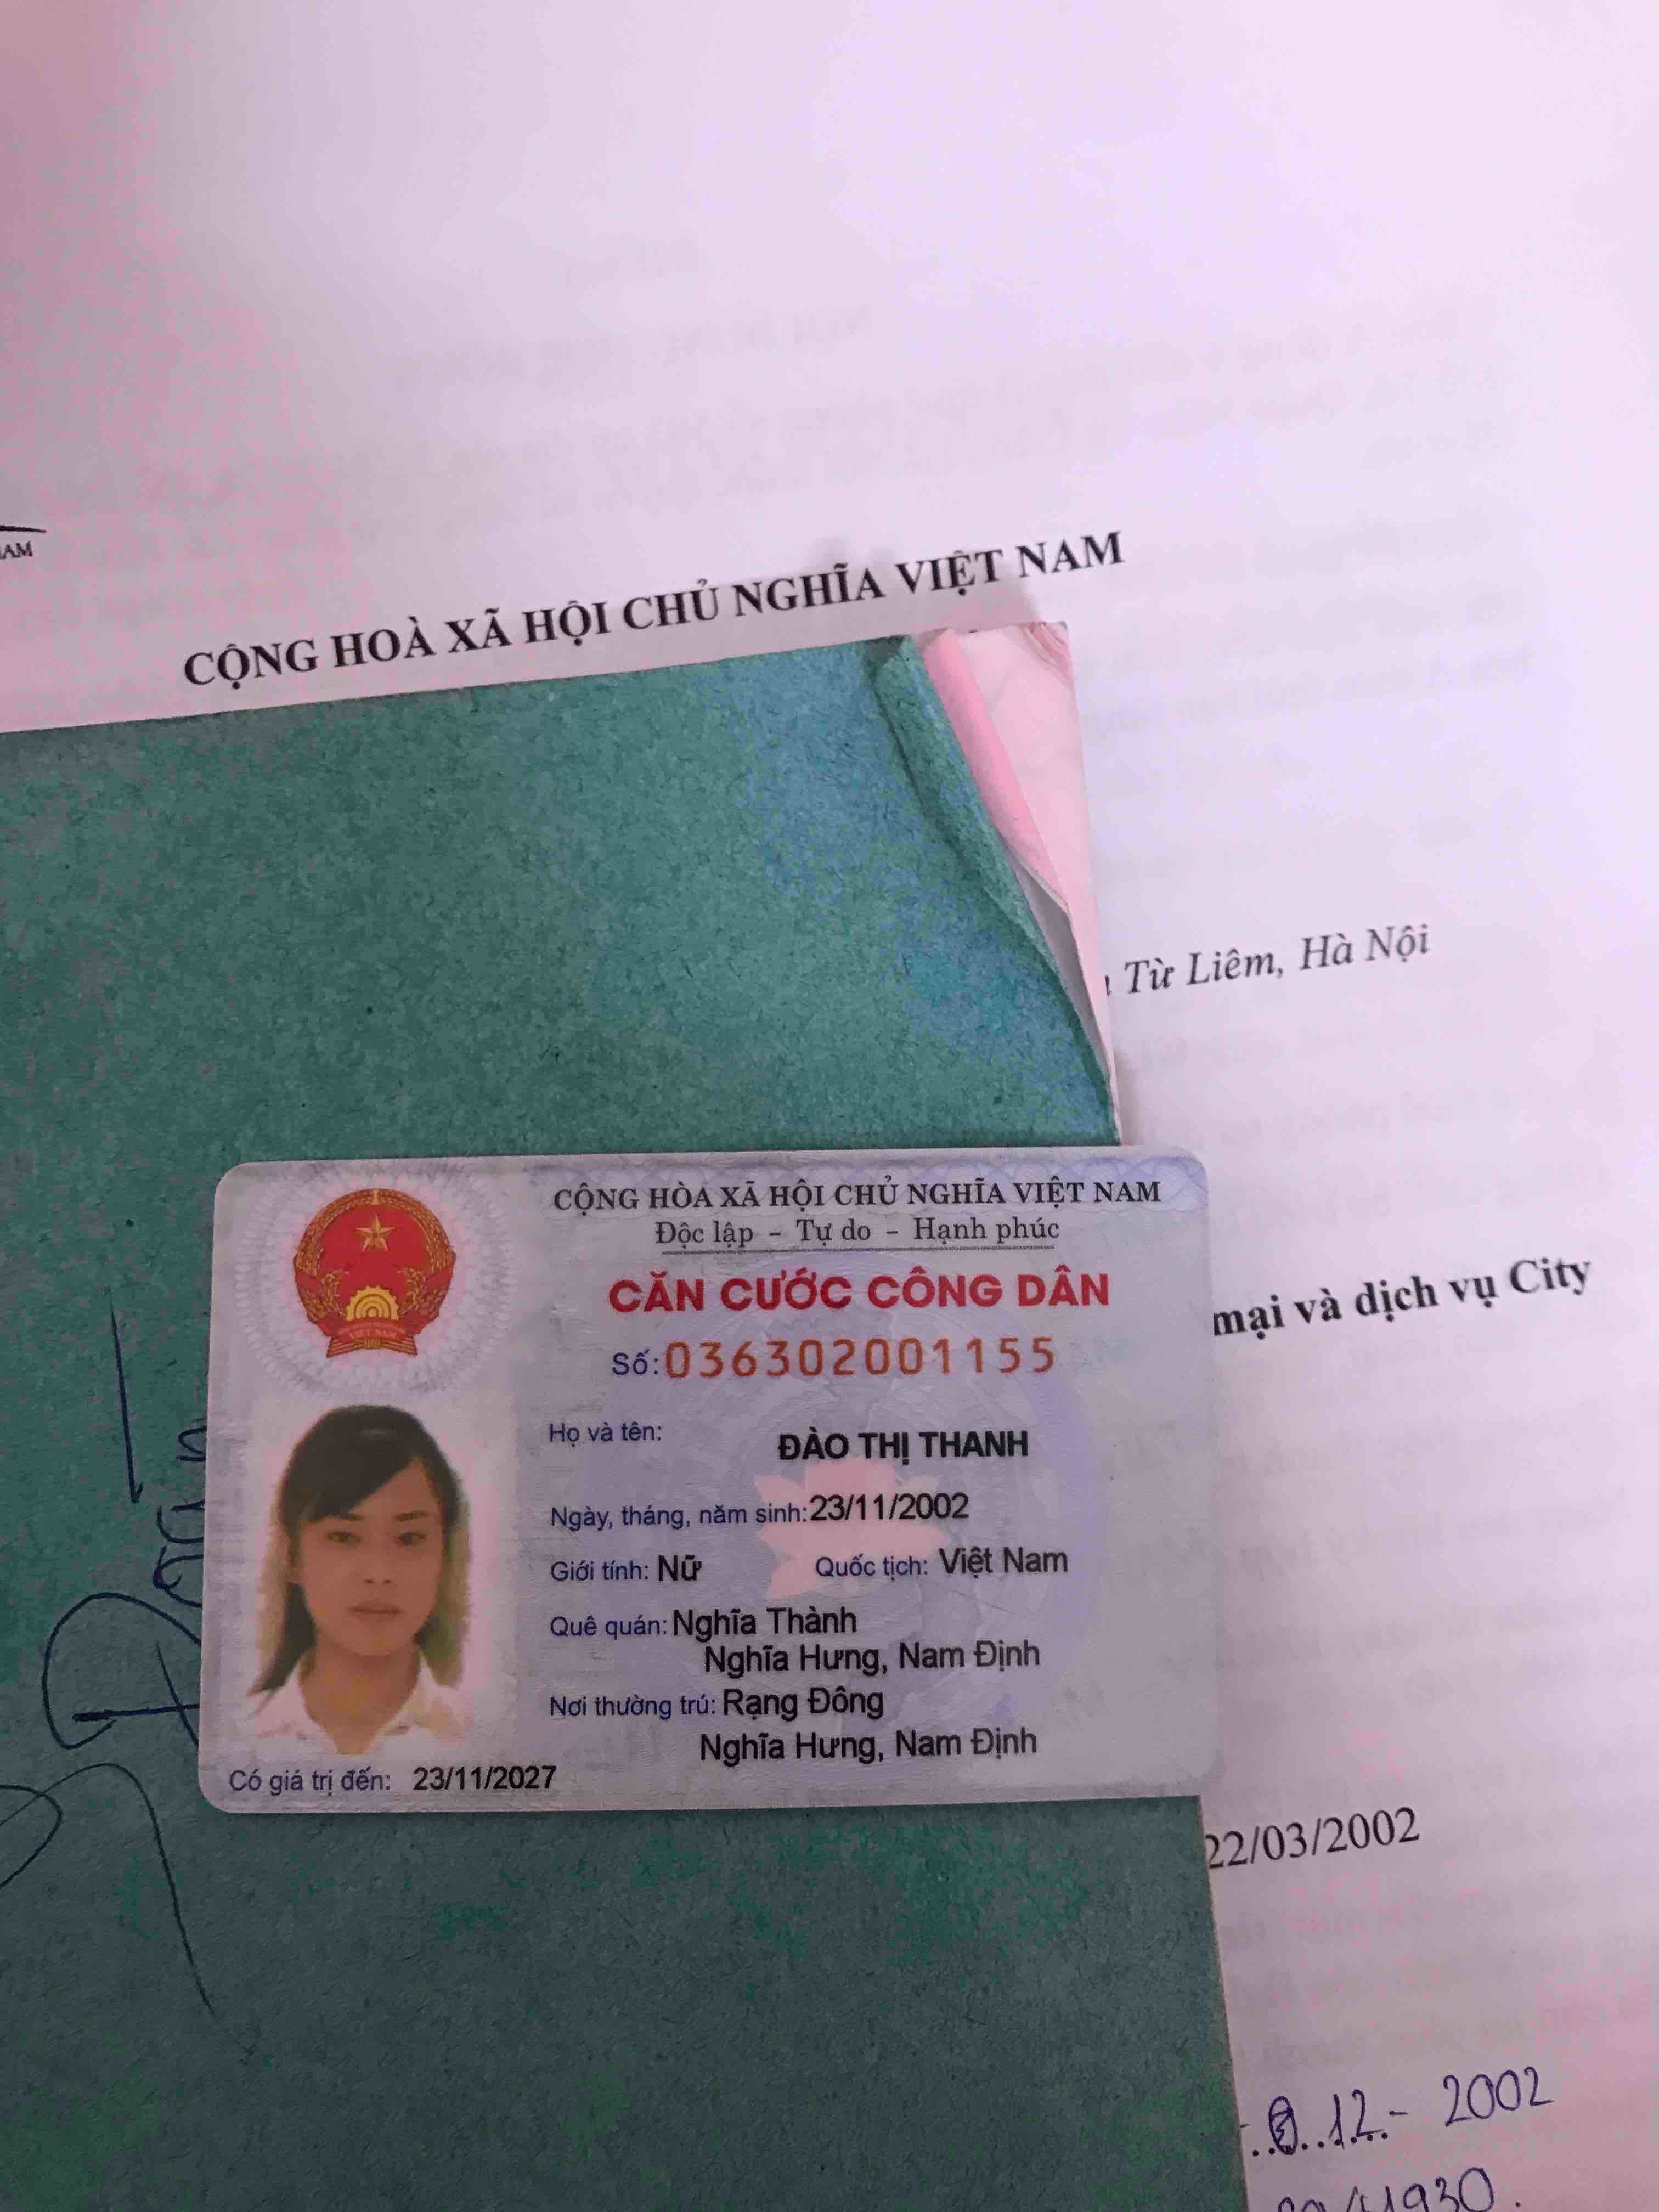 AM
CỘNG HOÀ XÃ HỘI CHỦ NGHĨA VIỆT NAM
Từ Liêm, Hà Nội
mại và dịch vụ City
CỘNG HÒA XÃ HỘI CHỦ NGHĨA VIỆT NAM
Độc lập - Tự do - Hạnh phúc
CĂN CƯỚC CÔNG DÂN
Số: 036302001155
VIỆT NAM
Họ và tên: ĐÀO THỊ THANH
Ngày, tháng, năm sinh: 23/11/2002
Giới tính: Nữ Quốc tịch: Việt Nam
Quê quán: Nghĩa Thành
Nghĩa Hưng, Nam Định
Nơi thường trú: Rạng Đông
Nghĩa Hưng, Nam Định
Có giá trị đến: 23/11/2027
22/03/2002
12.- 2002